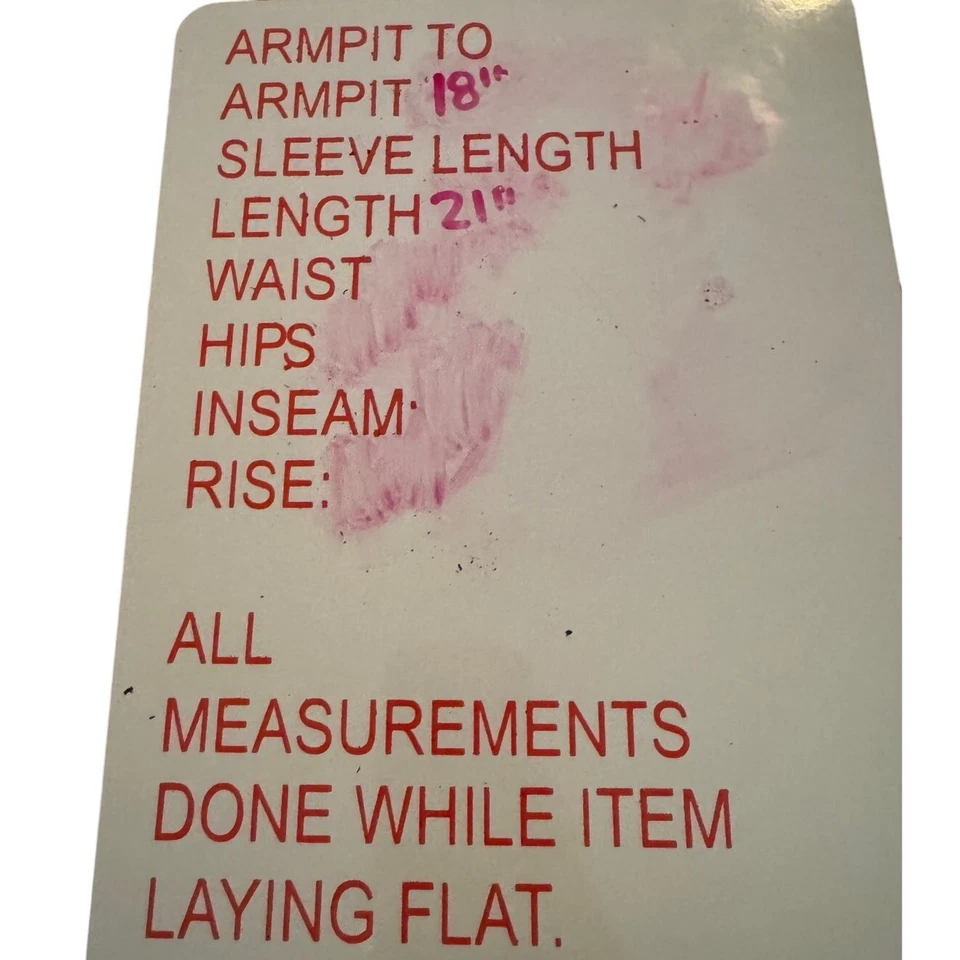 ARMPIT TO
ARMPIT 18"
SLEEVE LENGTH
LENGTH 21"
WAIST
HIPS
INSEAM:
RISE:
ALL
MEASUREMENTS
DONE WHILE ITEM
LAYING FLAT.